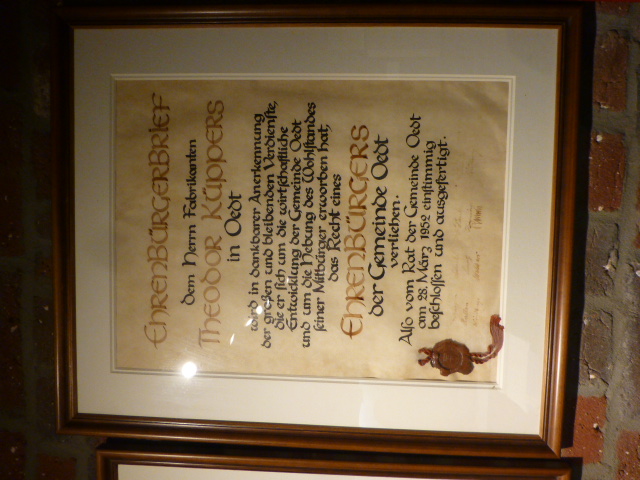 EHRENBÜRGERBRIEF
dem Herrn Fabrikanten
THEODOR KÜPPERS
in Oedt
wird in dankbarer Anerkennung
der großen und bleibenden Verdienste,
die er sich um die wirtschaftliche
Entwicklung der Gemeinde Oedt
und um die Hebung des Wohlstandes
seiner Mitbürger erworben hat,
das Recht eines
EHRENBÜRGERS
der Gemeinde Oedt
verliehen.
Also vom Rat der Gemeinde Oedt
am 28. März 1952 einstimmig
beschlossen und ausgefertigt.